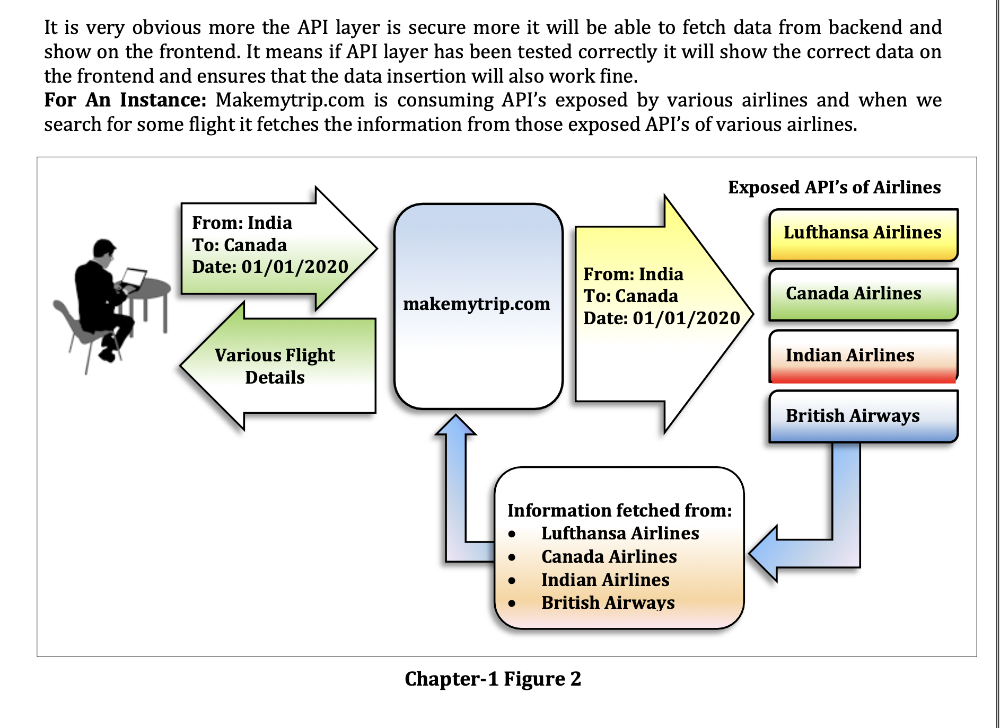 It is very obvious more the API layer is secure more it will be able to fetch data from backend and
show on the frontend. It means if API layer has been tested correctly it will show the correct data on
the frontend and ensures that the data insertion will also work fine.
For An Instance: Makemytrip.com is consuming API’s exposed by various airlines and when we
search for some flight it fetches the information from those exposed API’s of various airlines.
From: India
To: Canada
Date: 01/01/2020
Various Flight
Details
makemytrip.com
From: India
To: Canada
Date: 01/01/2020
Exposed API’s of Airlines
Lufthansa Airlines
Canada Airlines
Indian Airlines
British Airways
Information fetched from:
• Lufthansa Airlines
• Canada Airlines
• Indian Airlines
• British Airways
Chapter-1 Figure 2